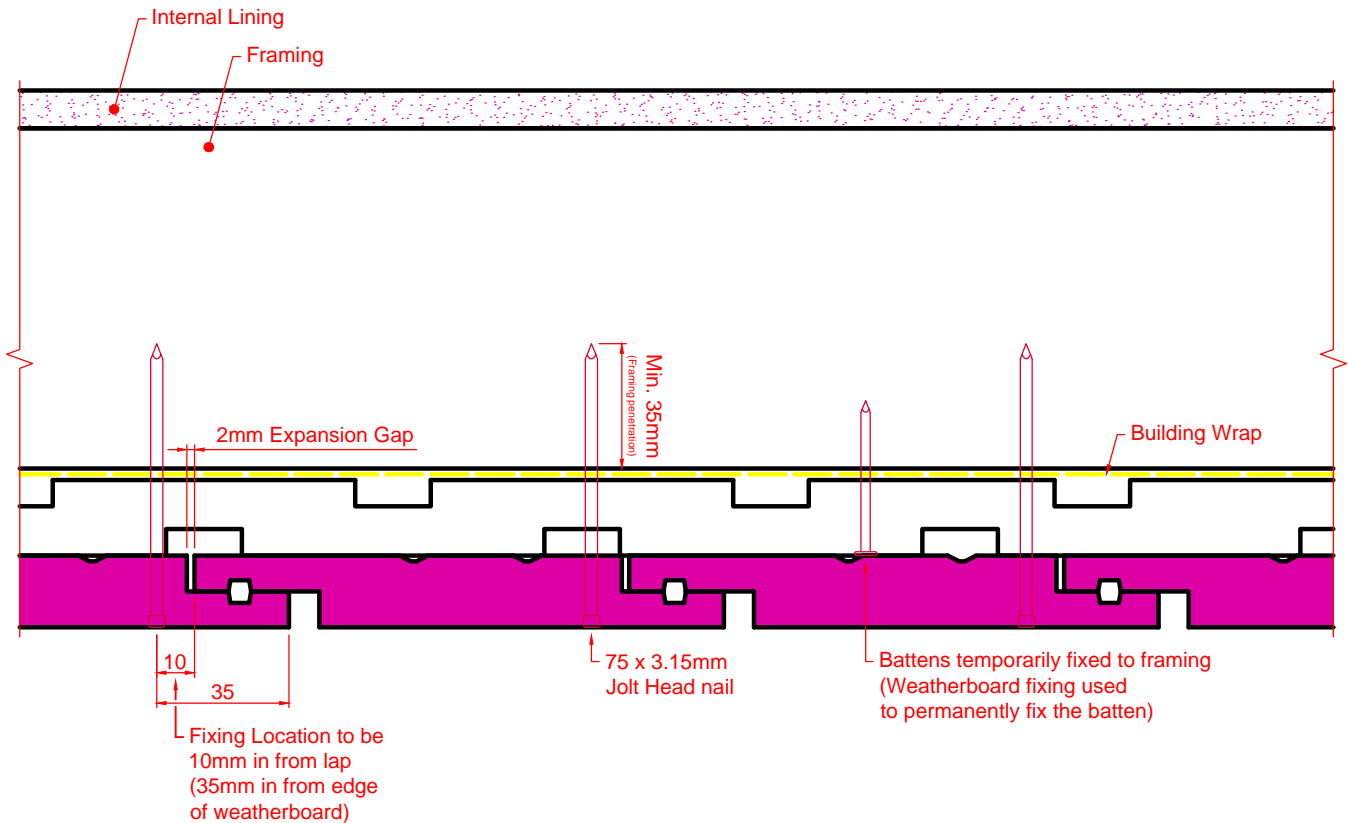 Internal Lining
Framing
Min. 35mm
(Framing penetration)
2mm Expansion Gap
Building Wrap
10
35
75 x 3.15mm
Jolt Head nail
Battens temporarily fixed to framing
(Weatherboard fixing used
to permanently fix the batten)
Fixing Location to be
10mm in from lap
(35mm in from edge
of weatherboard)